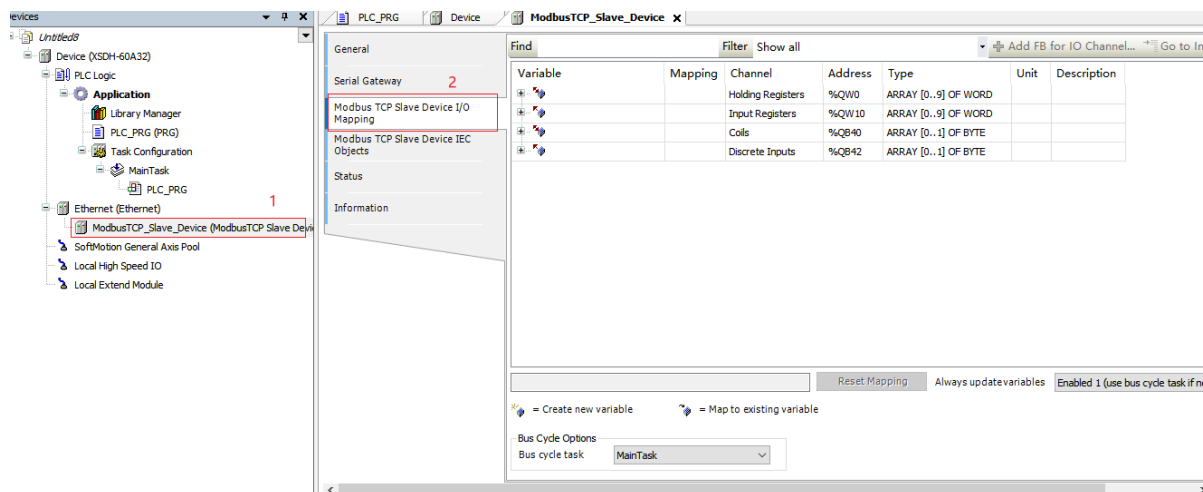 evices
PLC_PRG Device ModbusTCP_Slave_Device
Untitled8
Device (XSDH-60A32)
PLC Logic
Application
Library Manager
PLC_PRG (PRG)
Task Configuration
MainTask
PLC_PRG
Ethernet (Ethernet)
1
ModbusTCP_Slave_Device (ModbusTCP Slave Devi
SoftMotion General Axis Pool
Local High Speed IO
Local Extend Module
General
Serial Gateway
2
Modbus TCP Slave Device I/O
Mapping
Modbus TCP Slave Device IEC
Objects
Status
Information
Find Filter Show all Add FB for IO Channel... Go to In
Variable Mapping Channel Address Type Unit Description
Holding Registers %QW0 ARRAY [0..9] OF WORD
Input Registers %QW10 ARRAY [0..9] OF WORD
Coils %QB40 ARRAY [0..1] OF BYTE
Discrete Inputs %QB42 ARRAY [0..1] OF BYTE
Reset Mapping Always update variables Enabled 1 (use bus cycle task if n
= Create new variable = Map to existing variable
Bus Cycle Options
Bus cycle task MainTask